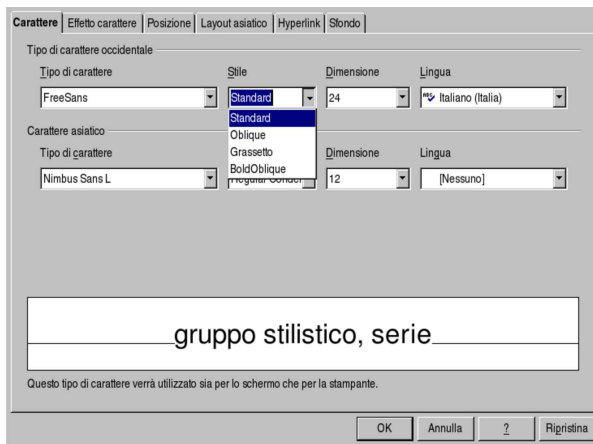 Carattere Effetto carattere Posizione Layout asiatico Hyperlink Sfondo
Tipo di carattere occidentale
Tipo di carattere Stile Dimensione Lingua
FreeSans Standard 24 Italiano (Italia)
Standard
Carattere asiatico
Oblique
Tipo di carattere Grassetto Dimensione Lingua
BoldOblique
Nimbus Sans L 12 [Nessuno]
gruppo stilistico, serie
Questo tipo di carattere verrà utilizzato sia per lo schermo che per la stampante.
OK Annulla ? Ripristina